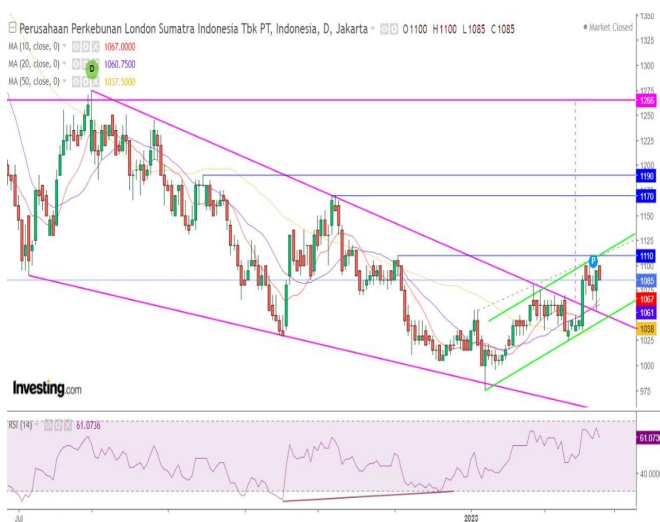 Perusahaan Perkebunan London Sumatra Indonesia Tbk PT, Indonesia, D, Jakarta O1100 H1100 L1085 C1085
Market Closed
MA (10, close, 0) 1067.0000
MA (20, close, 0) 1060.7500
MA (50, close, 0) 1037.5000
D
P
1350
1325
1300
1275
1266
1250
1225
1200
1190
1170
1150
1125
1110
1100
1085
1075
1067
1061
1038
1025
1000
975
Investing.com
RSI (14) 61.0736
61.0736
40.0000
Jul
2023